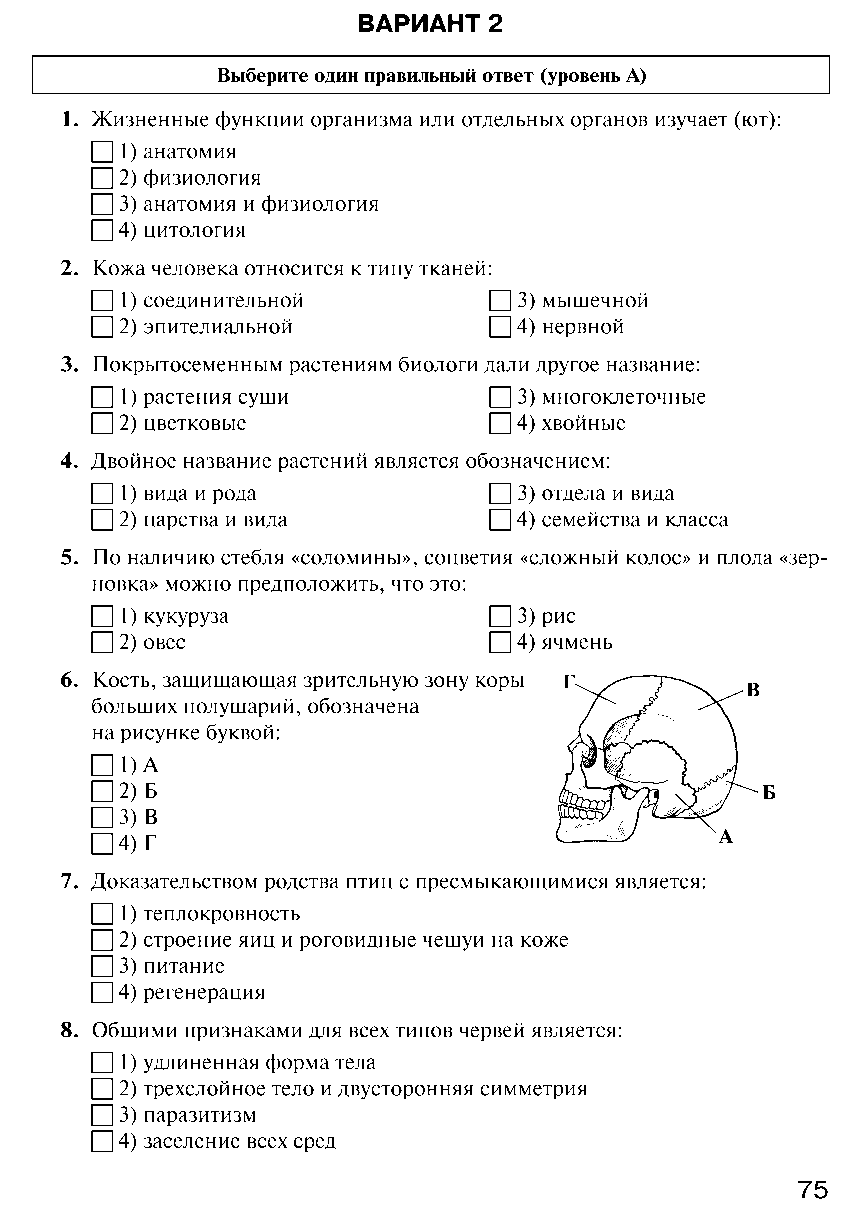 ВАРИАНТ 2
Выберите один правильный ответ (уровень А)
1. Жизненные функции организма или отдельных органов изучает (ют):
1) анатомия
2) физиология
3) анатомия и физиология
4) цитология
2. Кожа человека относится к типу тканей:
1) соединительной
3) мышечной
2) эпителиальной
4) нервной
3. Покрытосеменным растениям биологи дали другое название:
1) растения суши
3) многоклеточные
2) цветковые
4) хвойные
4. Двойное название растений является обозначением:
1) вида и рода
3) отдела и вида
2) царства и вида
4) семейства и класса
5. По наличию стебля «соломины», соцветия «сложный колос» и плода «зер-
новка» можно предположить, что это:
1) кукуруза
3) рис
2) овес
4) ячмень
6. Кость, защищающая зрительную зону коры
больших полушарий, обозначена
на рисунке буквой:
1) А
2) Б
3) В
4) Г
Г
В
Б
А
7. Доказательством родства птиц с пресмыкающимися является:
1) теплокровность
2) строение яиц и роговидные чешуи на коже
3) питание
4) регенерация
8. Общими признаками для всех типов червей является:
1) удлиненная форма тела
2) трехслойное тело и двусторонняя симметрия
3) паразитизм
4) заселение всех сред
75